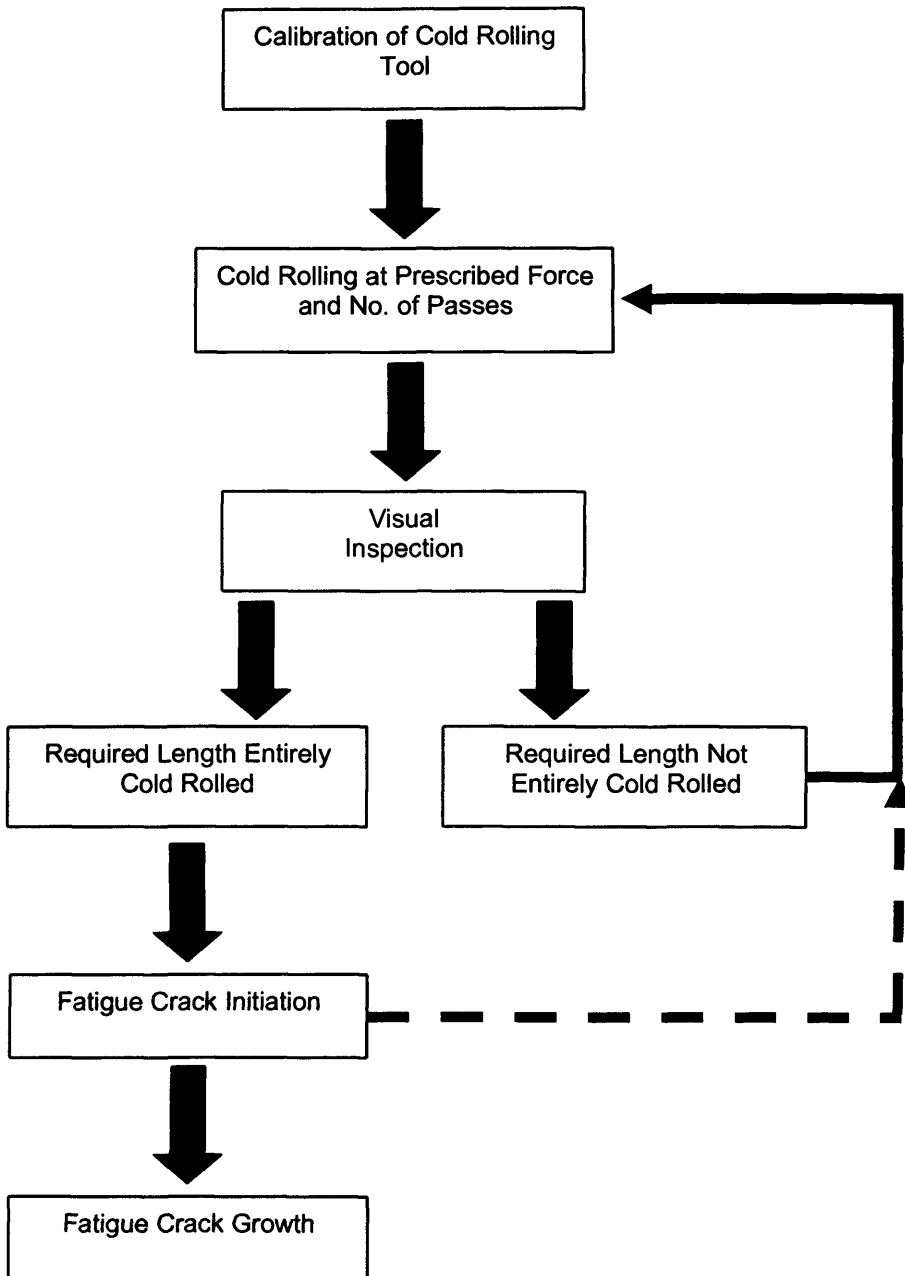 Calibration of Cold Rolling
Tool
Cold Rolling at Prescribed Force
and No. of Passes
Visual
Inspection
Required Length Entirely
Cold Rolled
Required Length Not
Entirely Cold Rolled
Fatigue Crack Initiation
Fatigue Crack Growth